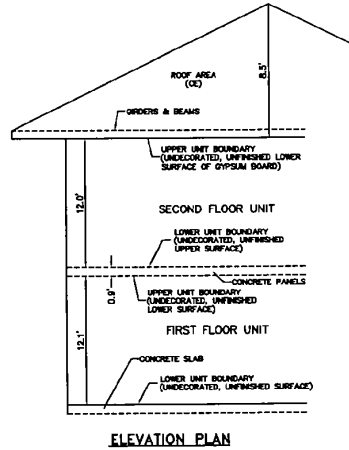 ROOF AREA
(CE)
8.5'
GIRDERS & BEAMS
UPPER UNIT BOUNDARY
(UNDECORATED, UNFINISHED LOWER
SURFACE OF GYPSUM BOARD)
12.0'
SECOND FLOOR UNIT
LOWER UNIT BOUNDARY
(UNDECORATED, UNFINISHED
UPPER SURFACE)
0.9'
CONCRETE PANELS
UPPER UNIT BOUNDARY
(UNDECORATED, UNFINISHED
LOWER SURFACE)
12.1'
FIRST FLOOR UNIT
CONCRETE SLAB
LOWER UNIT BOUNDARY
(UNDECORATED, UNFINISHED SURFACE)
ELEVATION PLAN